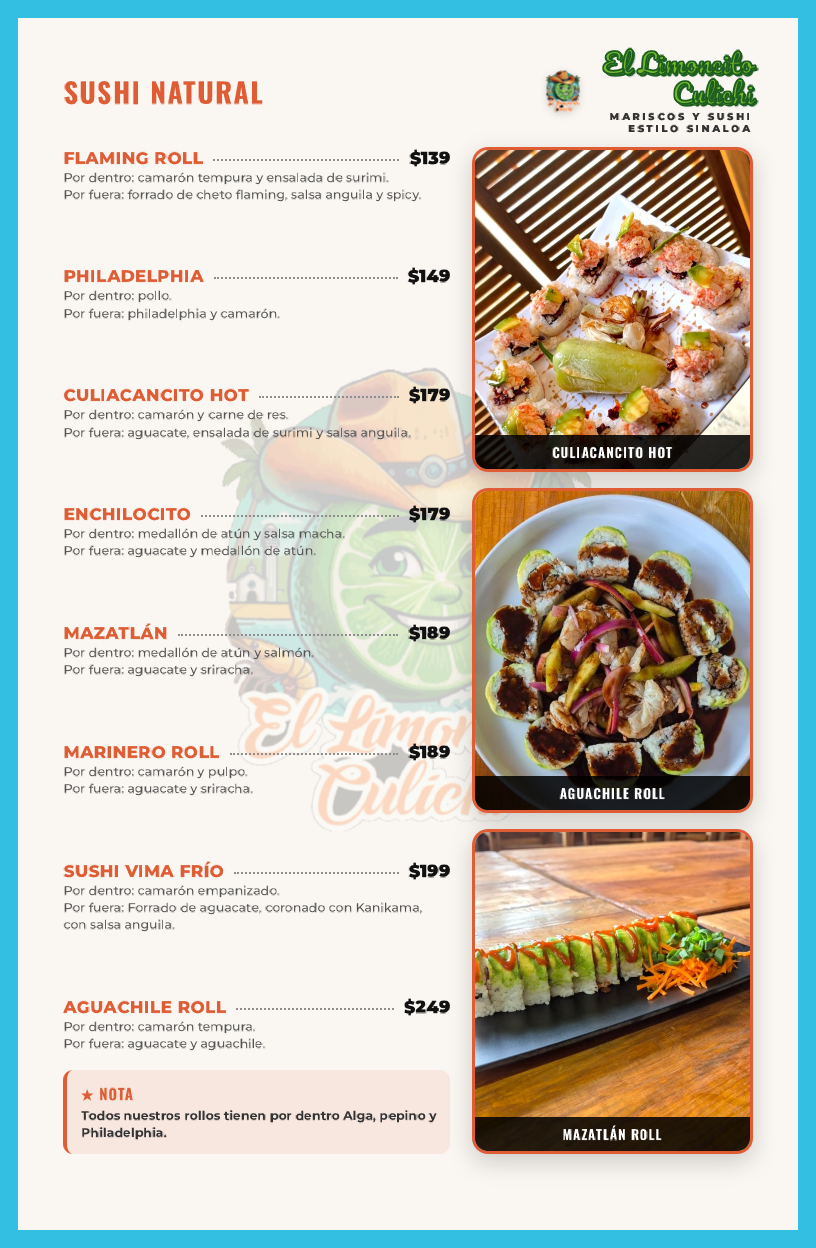 SUSHI NATURAL
El Limoncito
Culichi
MARISCOS Y SUSHI
ESTILO SINALOA
FLAMING ROLL $139
Por dentro: camarón tempura y ensalada de surimi.
Por fuera: forrado de cheto flaming, salsa anguila y spicy.
PHILADELPHIA $149
Por dentro: pollo.
Por fuera: philadelphia y camarón.
CULIACANCITO HOT $179
Por dentro: camarón y carne de res.
Por fuera: aguacate, ensalada de surimi y salsa anguila.
ENCHILOCITO $179
Por dentro: medallón de atún y salsa macha.
Por fuera: aguacate y medallón de atún.
MAZATLÁN $189
Por dentro: medallón de atún y salmón.
Por fuera: aguacate y sriracha.
MARINERO ROLL $189
Por dentro: camarón y pulpo.
Por fuera: aguacate y sriracha.
SUSHI VIMA FRÍO $199
Por dentro: camarón empanizado.
Por fuera: Forrado de aguacate, coronado con Kanikama,
con salsa anguila.
AGUACHILE ROLL $249
Por dentro: camarón tempura.
Por fuera: aguacate y aguachile.
★ NOTA
Todos nuestros rollos tienen por dentro Alga, pepino y
Philadelphia.
CULIACANCITO HOT
AGUACHILE ROLL
MAZATLÁN ROLL
El Limon
Culich